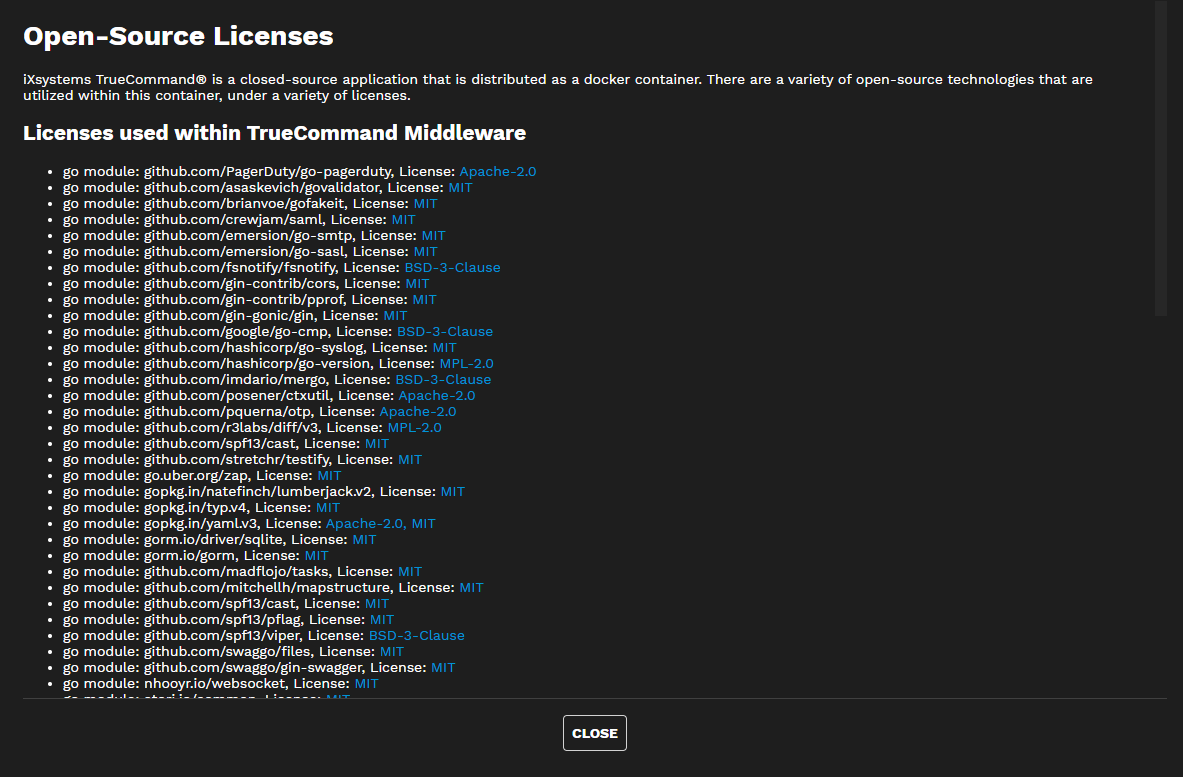 Open-Source Licenses
iXsystems TrueCommand® is a closed-source application that is distributed as a docker container. There are a variety of open-source technologies that are
utilized within this container, under a variety of licenses.
Licenses used within TrueCommand Middleware
• go module: github.com/PagerDuty/go-pagerduty, License: Apache-2.0
• go module: github.com/asaskevich/govalidator, License: MIT
• go module: github.com/brianvoe/gofakeit, License: MIT
• go module: github.com/crewjam/saml, License: MIT
• go module: github.com/emersion/go-smtp, License: MIT
• go module: github.com/emersion/go-sasl, License: MIT
• go module: github.com/fsnotify/fsnotify, License: BSD-3-Clause
• go module: github.com/gin-contrib/cors, License: MIT
• go module: github.com/gin-contrib/pprof, License: MIT
• go module: github.com/gin-gonic/gin, License: MIT
• go module: github.com/google/go-cmp, License: BSD-3-Clause
• go module: github.com/hashicorp/go-syslog, License: MIT
• go module: github.com/hashicorp/go-version, License: MPL-2.0
• go module: github.com/imdario/mergo, License: BSD-3-Clause
• go module: github.com/posener/ctxutil, License: Apache-2.0
• go module: github.com/pquerna/otp, License: Apache-2.0
• go module: github.com/r3labs/diff/v3, License: MPL-2.0
• go module: github.com/spf13/cast, License: MIT
• go module: github.com/stretchr/testify, License: MIT
• go module: go.uber.org/zap, License: MIT
• go module: gopkg.in/natefinch/lumberjack.v2, License: MIT
• go module: gopkg.in/typ.v4, License: MIT
• go module: gopkg.in/yaml.v3, License: Apache-2.0, MIT
• go module: gorm.io/driver/sqlite, License: MIT
• go module: gorm.io/gorm, License: MIT
• go module: github.com/madflojo/tasks, License: MIT
• go module: github.com/mitchellh/mapstructure, License: MIT
• go module: github.com/spf13/cast, License: MIT
• go module: github.com/spf13/pflag, License: MIT
• go module: github.com/spf13/viper, License: BSD-3-Clause
• go module: github.com/swaggo/files, License: MIT
• go module: github.com/swaggo/gin-swagger, License: MIT
• go module: nhooyr.io/websocket, License: MIT
CLOSE